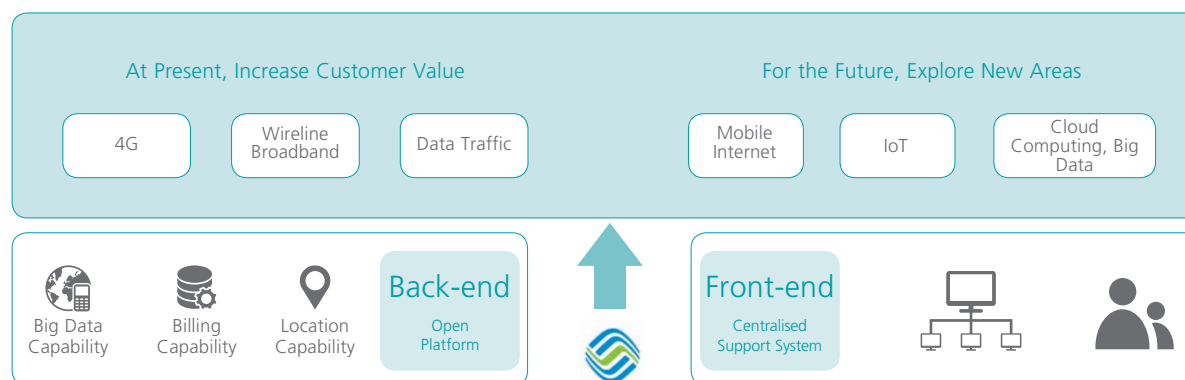 At Present, Increase Customer Value
For the Future, Explore New Areas
4G
Wireline
Broadband
Data Traffic
Mobile
Internet
IoT
Cloud
Computing, Big
Data
Big Data
Capability
Billing
Capability
Location
Capability
Back-end
Open
Platform
Front-end
Centralised
Support System